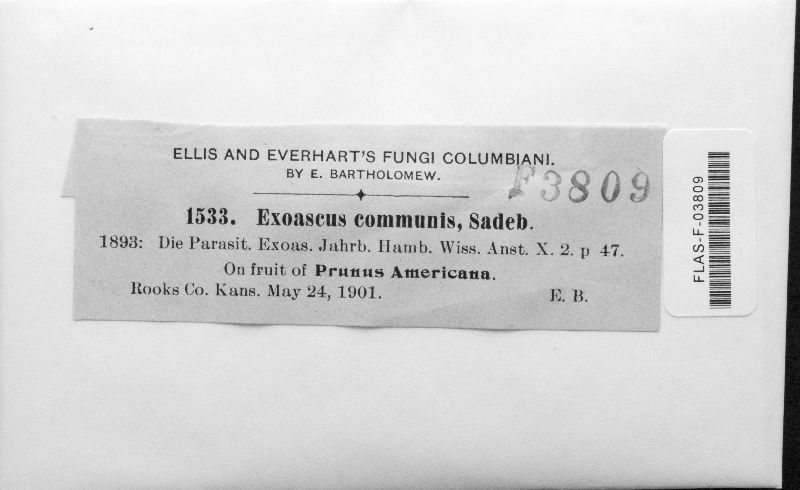 ELLIS AND EVERHART'S FUNGI COLUMBIANI.
BY E. BARTHOLOMEW.
F3809
1533. Exoascus communis, Sadeb.
1893: Die Parasit. Exoas. Jahrb. Hamb. Wiss. Anst. X. 2. p 47.
On fruit of Prunus Americana.
Rooks Co. Kans. May 24, 1901. E. B.
FLAS-F-03809